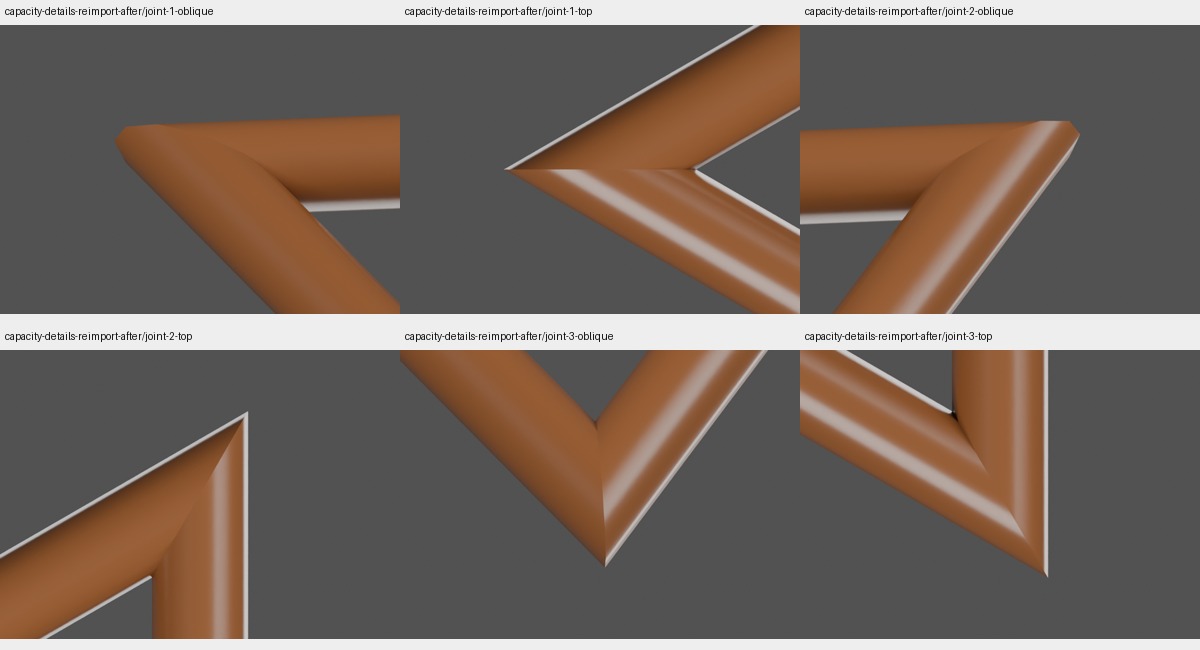 capacity-details-reimport-after/joint-1-oblique
capacity-details-reimport-after/joint-1-top
capacity-details-reimport-after/joint-2-oblique
capacity-details-reimport-after/joint-2-top
capacity-details-reimport-after/joint-3-oblique
capacity-details-reimport-after/joint-3-top